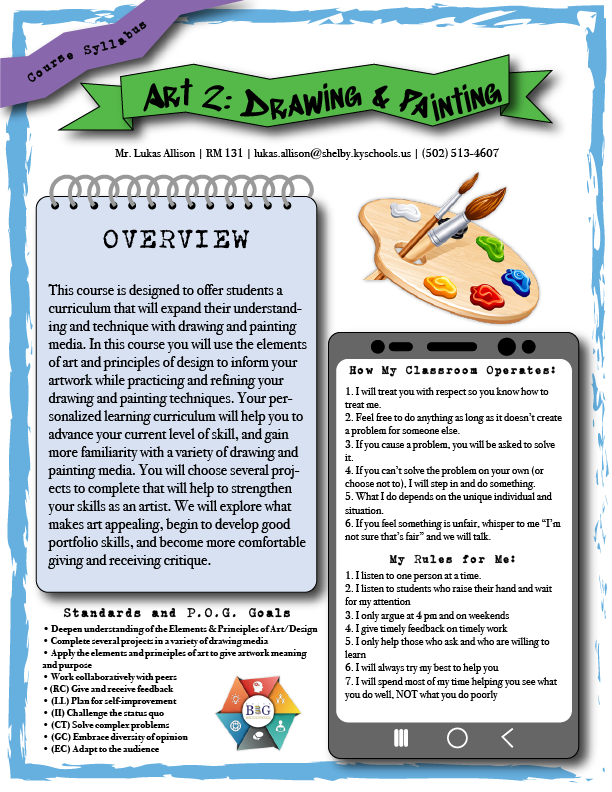 Course Syllabus
Art 2: Drawing & Painting
Mr. Lukas Allison | RM 131 | lukas.allison@shelby.kyschools.us | (502) 513-4607
OVERVIEW
This course is designed to offer students a
curriculum that will expand their understand-
ing and technique with drawing and painting
media. In this course you will use the elements
of art and principles of design to inform your
artwork while practicing and refining your
drawing and painting techniques. Your per-
sonalized learning curriculum will help you to
advance your current level of skill, and gain
more familiarity with a variety of drawing and
painting media. You will choose several proj-
ects to complete that will help to strengthen
your skills as an artist. We will explore what
makes art appealing, begin to develop good
portfolio skills, and become more comfortable
giving and receiving critique.
Standards and P.O.G. Goals
• Deepen understanding of the Elements & Principles of Art/Design
• Complete several projects in a variety of drawing media
• Apply the elements and principles of art to give artwork meaning
and purpose
• Work collaboratively with peers
• (RC) Give and receive feedback
• (LL) Plan for self-improvement
• (II) Challenge the status quo
• (CT) Solve complex problems
• (GC) Embrace diversity of opinion
• (EC) Adapt to the audience
How My Classroom Operates:
1. I will treat you with respect so you know how to
treat me.
2. Feel free to do anything as long as it doesn't create
a problem for someone else.
3. If you cause a problem, you will be asked to solve
it.
4. If you can't solve the problem on your own (or
choose not to), I will step in and do something.
5. What I do depends on the unique individual and
situation.
6. If you feel something is unfair, whisper to me “I'm
not sure that's fair” and we will talk.
My Rules for Me:
1. I listen to one person at a time.
2. I listen to students who raise their hand and wait
for my attention
3. I only argue at 4 pm and on weekends
4. I give timely feedback on timely work
5. I only help those who ask and who are willing to
learn
6. I will always try my best to help you
7. I will spend most of my time helping you see what
you do well, NOT what you do poorly